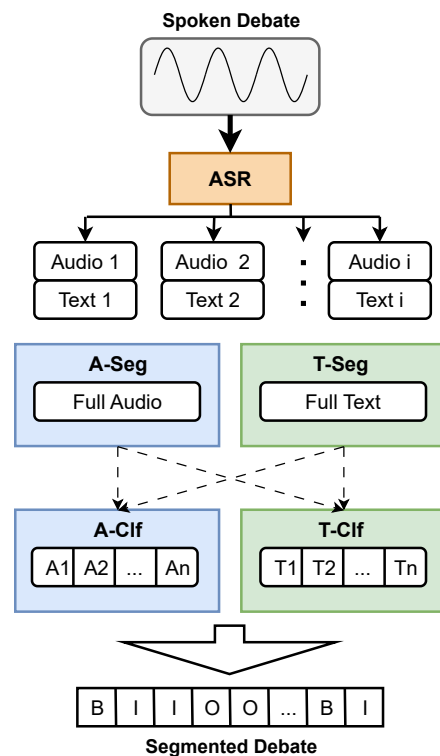 Spoken Debate
ASR
Audio 1 Audio 2 Audio i
Text 1 Text 2 Text i
A-Seg T-Seg
Full Audio Full Text
A-Clf T-Clf
A1 A2 ... An T1 T2 ... Tn
B I I O O ... B I
Segmented Debate